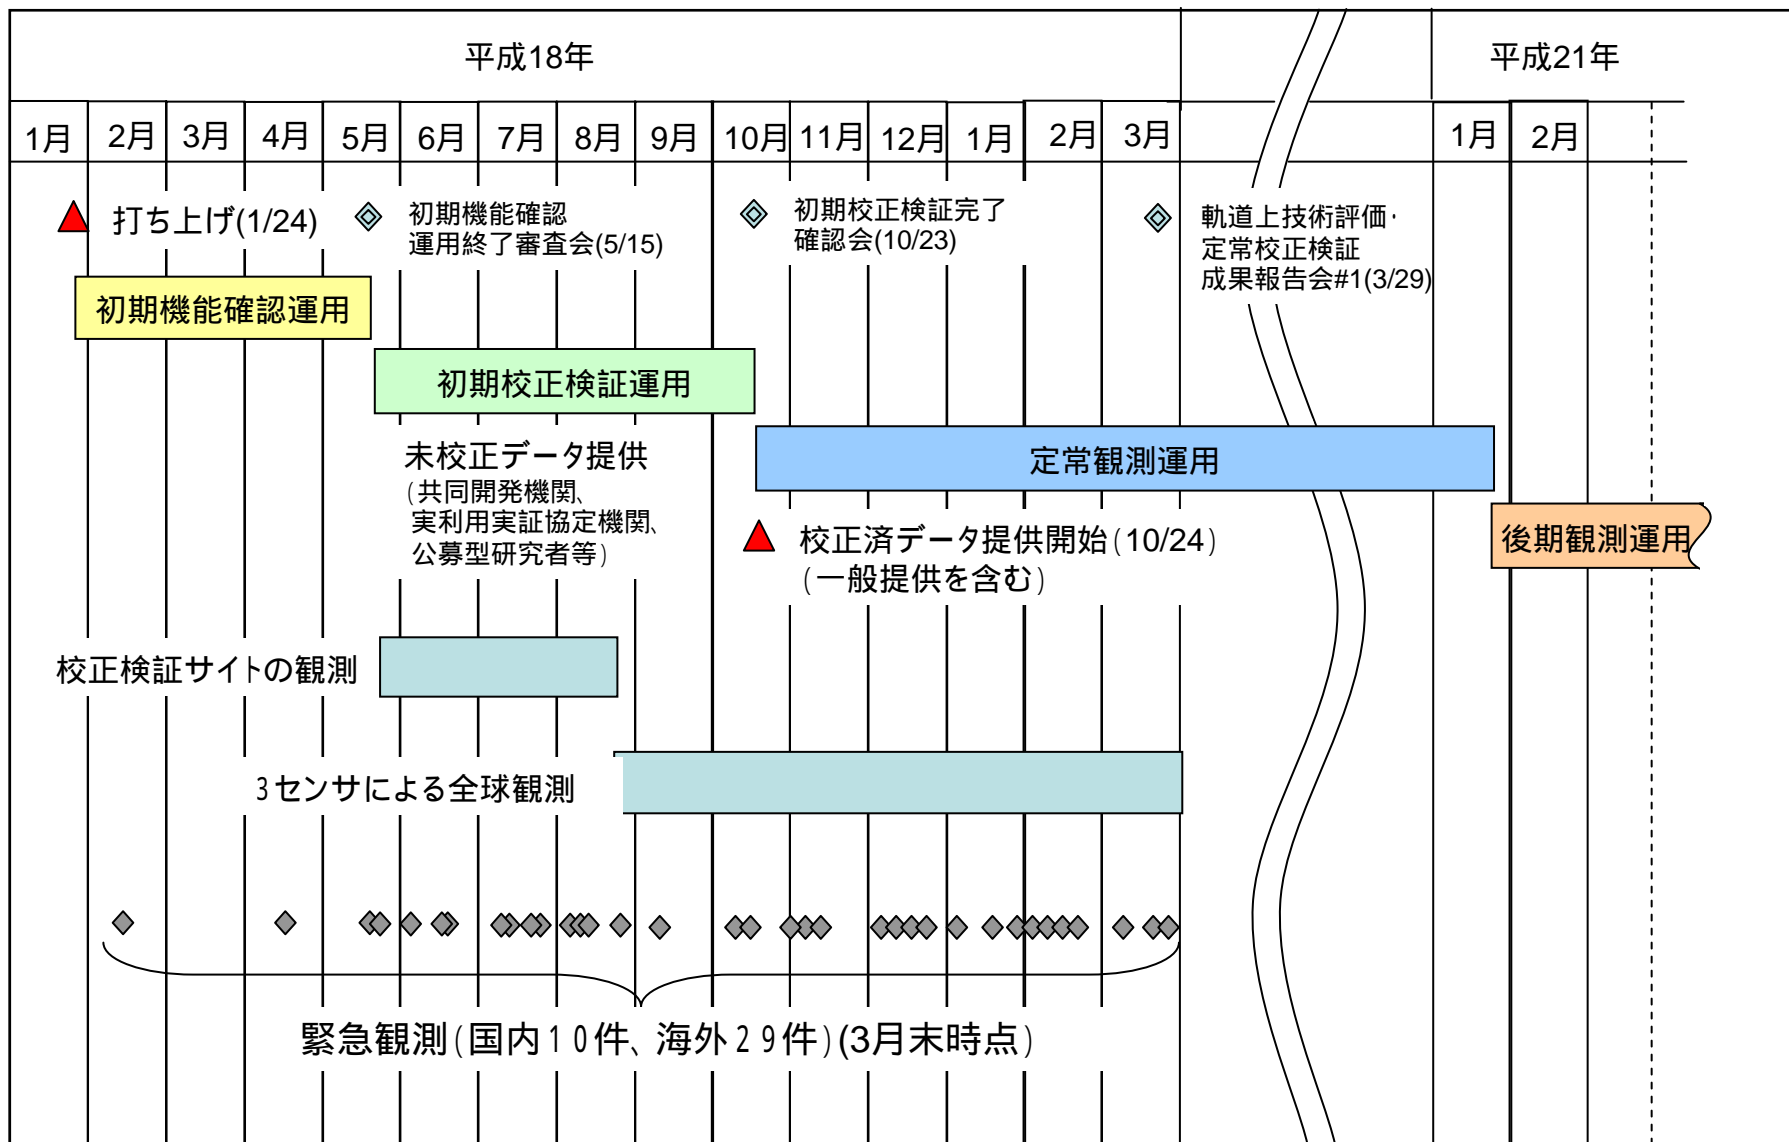 平成18年
平成21年
1月 2月 3月 4月 5月 6月 7月 8月 9月 10月 11月 12月 1月 2月 3月 1月 2月
打ち上げ(1/24)
初期機能確認
運用終了審査会(5/15)
初期校正検証完了
確認会(10/23)
軌道上技術評価・
定常校正検証
成果報告会#1(3/29)
初期機能確認運用
初期校正検証運用
未校正データ提供
(共同開発機関、
実利用実証協定機関、
公募型研究者等)
定常観測運用
校正済データ提供開始(10/24)
(一般提供を含む)
後期観測運用
校正検証サイトの観測
3センサによる全球観測
緊急観測(国内10件、海外29件)(3月末時点)